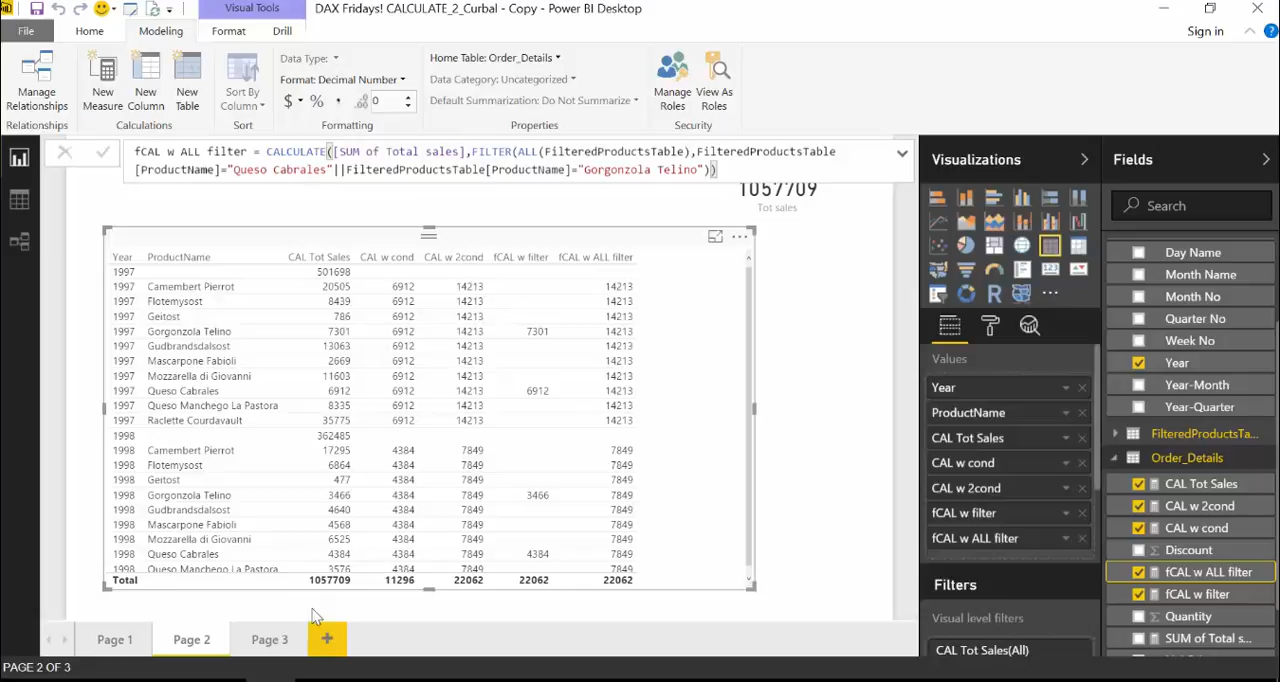 Visual Tools
DAX Fridays! CALCULATE_2_Curbal - Copy - Power BI Desktop
File
Home
Modeling
Format
Drill
Sign in
Manage Relationships
Relationships
New Measure
New Column
New Table
Calculations
Sort By Column
Sort
Data Type:
Format: Decimal Number
$ % , .00 0
Formatting
Home Table: Order_Details
Data Category: Uncategorized
Default Summarization: Do Not Summarize
Properties
Manage Roles
View As Roles
Security
fCAL w ALL filter = CALCULATE([SUM of Total sales],FILTER(ALL(FilteredProductsTable),FilteredProductsTable
[ProductName]="Queso Cabrales"||FilteredProductsTable[ProductName]="Gorgonzola Telino"))
1057709
Tot sales
Year ProductName CAL Tot Sales CAL w cond CAL w 2cond fCAL w filter fCAL w ALL filter
1997 501698
1997 Camembert Pierrot 20505 6912 14213 14213
1997 Flotemysost 8439 6912 14213 14213
1997 Geitost 786 6912 14213 14213
1997 Gorgonzola Telino 7301 6912 14213 7301 14213
1997 Gudbrandsdalsost 13063 6912 14213 14213
1997 Mascarpone Fabioli 2669 6912 14213 14213
1997 Mozzarella di Giovanni 11603 6912 14213 14213
1997 Queso Cabrales 6912 6912 14213 6912 14213
1997 Queso Manchego La Pastora 8335 6912 14213 14213
1997 Raclette Courdavault 35775 6912 14213 14213
1998 362485
1998 Camembert Pierrot 17295 4384 7849 7849
1998 Flotemysost 6864 4384 7849 7849
1998 Geitost 477 4384 7849 7849
1998 Gorgonzola Telino 3466 4384 7849 3466 7849
1998 Gudbrandsdalsost 4640 4384 7849 7849
1998 Mascarpone Fabioli 4568 4384 7849 7849
1998 Mozzarella di Giovanni 6525 4384 7849 7849
1998 Queso Cabrales 4384 4384 7849 4384 7849
1998 Queso Manchego La Pastora 3576 4384 7849 7849
Total 1057709 11296 22062 22062 22062
Visualizations
123
R
Values
Year
ProductName
CAL Tot Sales
CAL w cond
CAL w 2cond
fCAL w filter
fCAL w ALL filter
Filters
Visual level filters
CAL Tot Sales(All)
Fields
Search
Day Name
Month Name
Month No
Quarter No
Week No
Year
Year-Month
Year-Quarter
FilteredProductsTa...
Order_Details
CAL Tot Sales
CAL w 2cond
CAL w cond
Discount
fCAL w ALL filter
fCAL w filter
Quantity
SUM of Total s...
Page 1
Page 2
Page 3
PAGE 2 OF 3